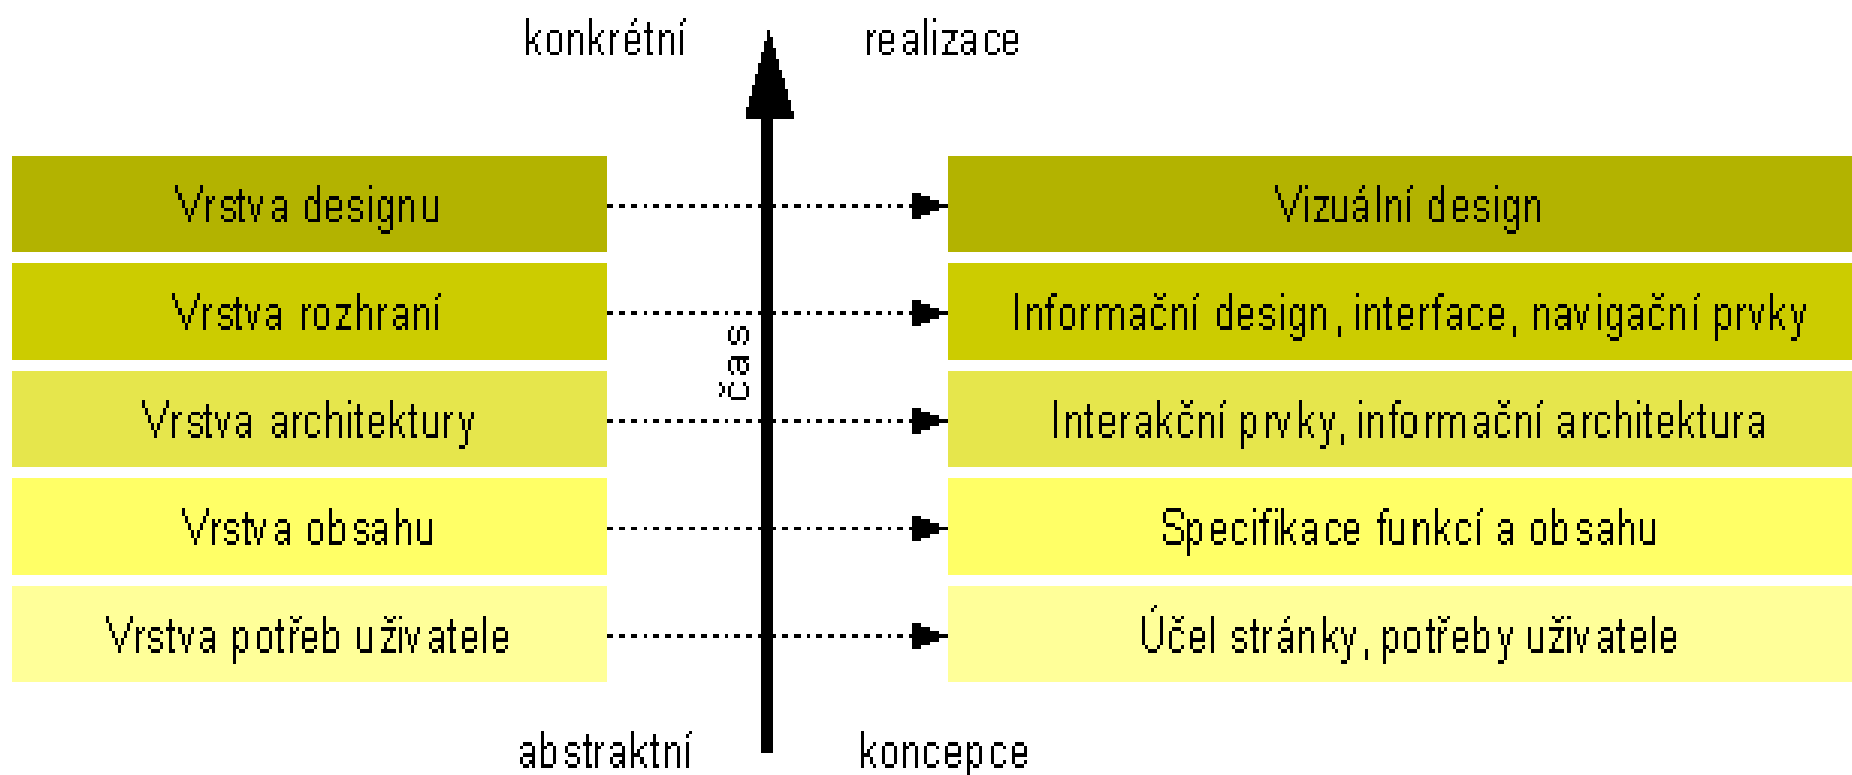 konkrétní realizace
Vrstva designu Vizuální design
Vrstva rozhraní Informační design, interface, navigační prvky
čas
Vrstva architektury Interakční prvky, informační architektura
Vrstva obsahu Specifikace funkcí a obsahu
Vrstva potřeb uživatele Účel stránky, potřeby uživatele
abstraktní koncepce